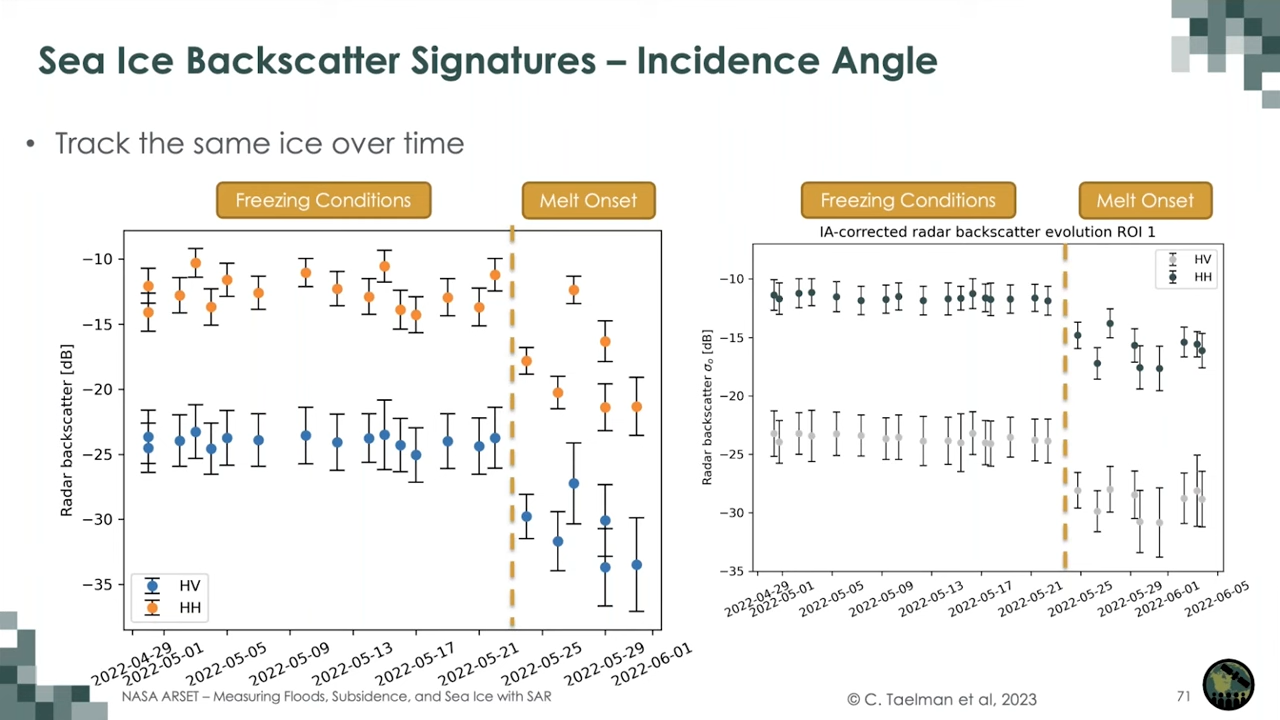 Sea Ice Backscatter Signatures – Incidence Angle
• Track the same ice over time
Freezing Conditions
Melt Onset
−10
−15
−20
−25
−30
−35
Radar backscatter [dB]
HV
HH
2022-04-29
2022-05-01
2022-05-05
2022-05-09
2022-05-13
2022-05-17
2022-05-21
2022-05-25
2022-05-29
2022-06-01
Freezing Conditions
Melt Onset
IA-corrected radar backscatter evolution ROI 1
HV
HH
−10
−15
−20
−25
−30
−35
Radar backscatter σₒ [dB]
2022-04-29
2022-05-01
2022-05-05
2022-05-09
2022-05-13
2022-05-17
2022-05-21
2022-05-25
2022-05-29
2022-06-01
2022-06-05
NASA ARSET – Measuring Floods, Subsidence, and Sea Ice with SAR
© C. Taelman et al, 2023
71